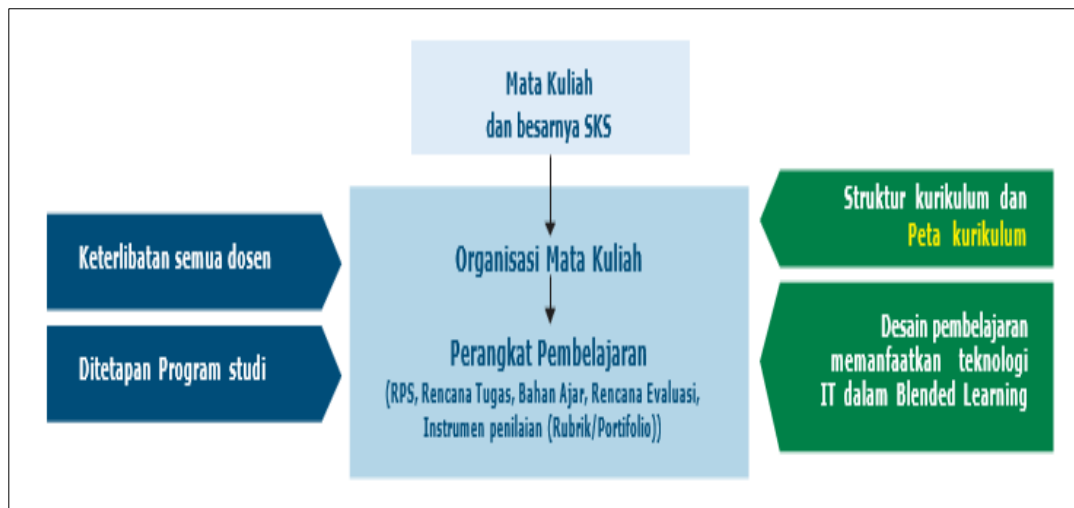 Mata Kuliah
dan besarnya SKS
Keterlibatan semua dosen
Ditetapan Program studi
Organisasi Mata Kuliah
Perangkat Pembelajaran
(RPS, Rencana Tugas, Bahan Ajar, Rencana Evaluasi,
Instrumen penilaian (Rubrik/Portifolio))
Struktur kurikulum dan
Peta kurikulum
Desain pembelajaran
memanfaatkan teknologi
IT dalam Blended Learning